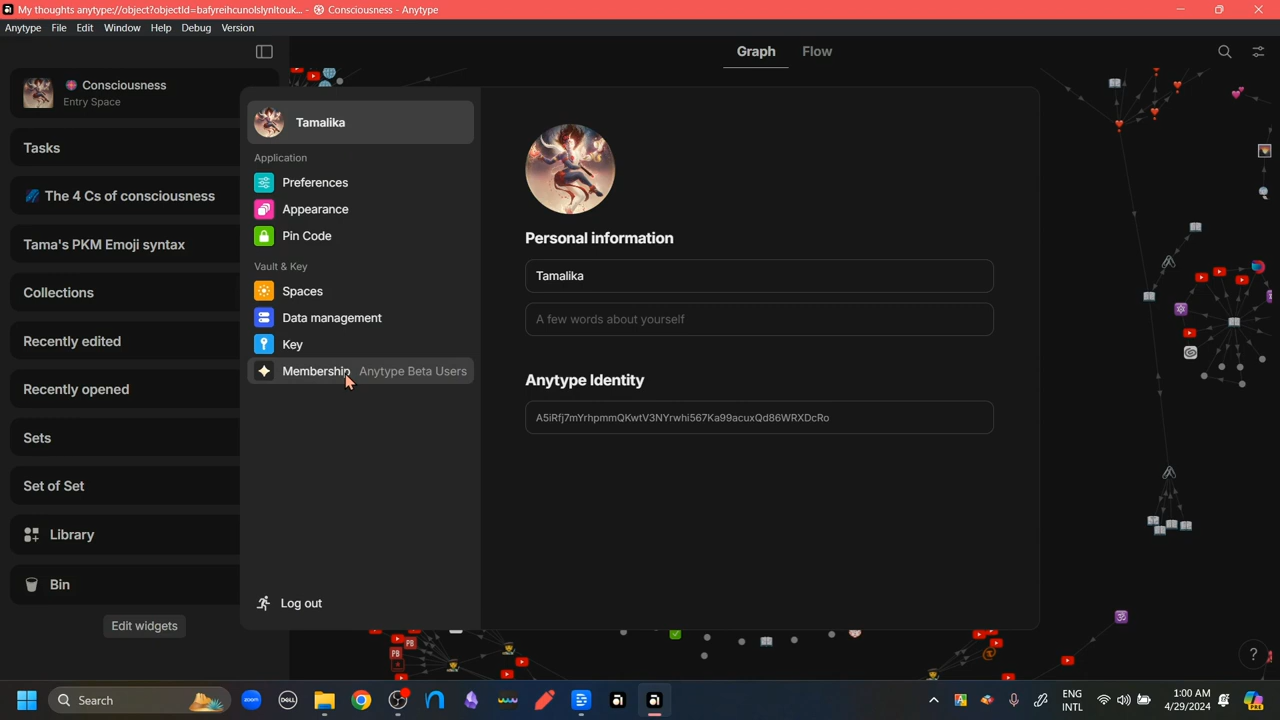 My thoughts anytype://object?objectId=bafyreihcunolslynltouk... - Consciousness - Anytype
Anytype File Edit Window Help Debug Version
Graph Flow
Consciousness
Entry Space
Tasks
The 4 Cs of consciousness
Tama's PKM Emoji syntax
Collections
Recently edited
Recently opened
Sets
Set of Set
Library
Bin
Edit widgets
Tamalika
Application
Preferences
Appearance
Pin Code
Vault & Key
Spaces
Data management
Key
Membership Anytype Beta Users
Log out
Personal information
Tamalika
A few words about yourself
Anytype Identity
A5iRfj7mYrhpmmQKwtV3NYrwhi567Ka99acuxQd86WRXDcRo
?
Search
zoom
DELL
ENG
INTL
1:00 AM
4/29/2024